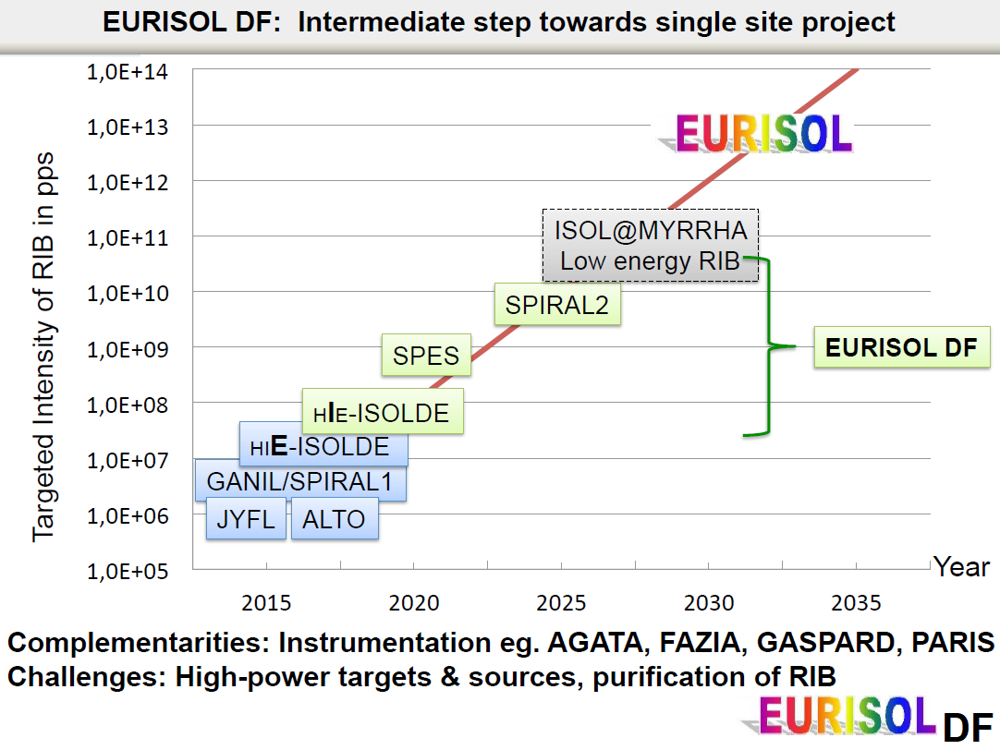 EURISOL DF: Intermediate step towards single site project
Targeted Intensity of RIB in pps
1,0E+14
1,0E+13
1,0E+12
1,0E+11
1,0E+10
1,0E+09
1,0E+08
1,0E+07
1,0E+06
1,0E+05
EURISOL
ISOL@MYRRHA
Low energy RIB
SPIRAL2
SPES
EURISOL DF
HIE-ISOLDE
HIE-ISOLDE
GANIL/SPIRAL1
JYFL
ALTO
Year
2015
2020
2025
2030
2035
Complementarities: Instrumentation eg. AGATA, FAZIA, GASPARD, PARIS
Challenges: High-power targets & sources, purification of RIB
EURISOL DF